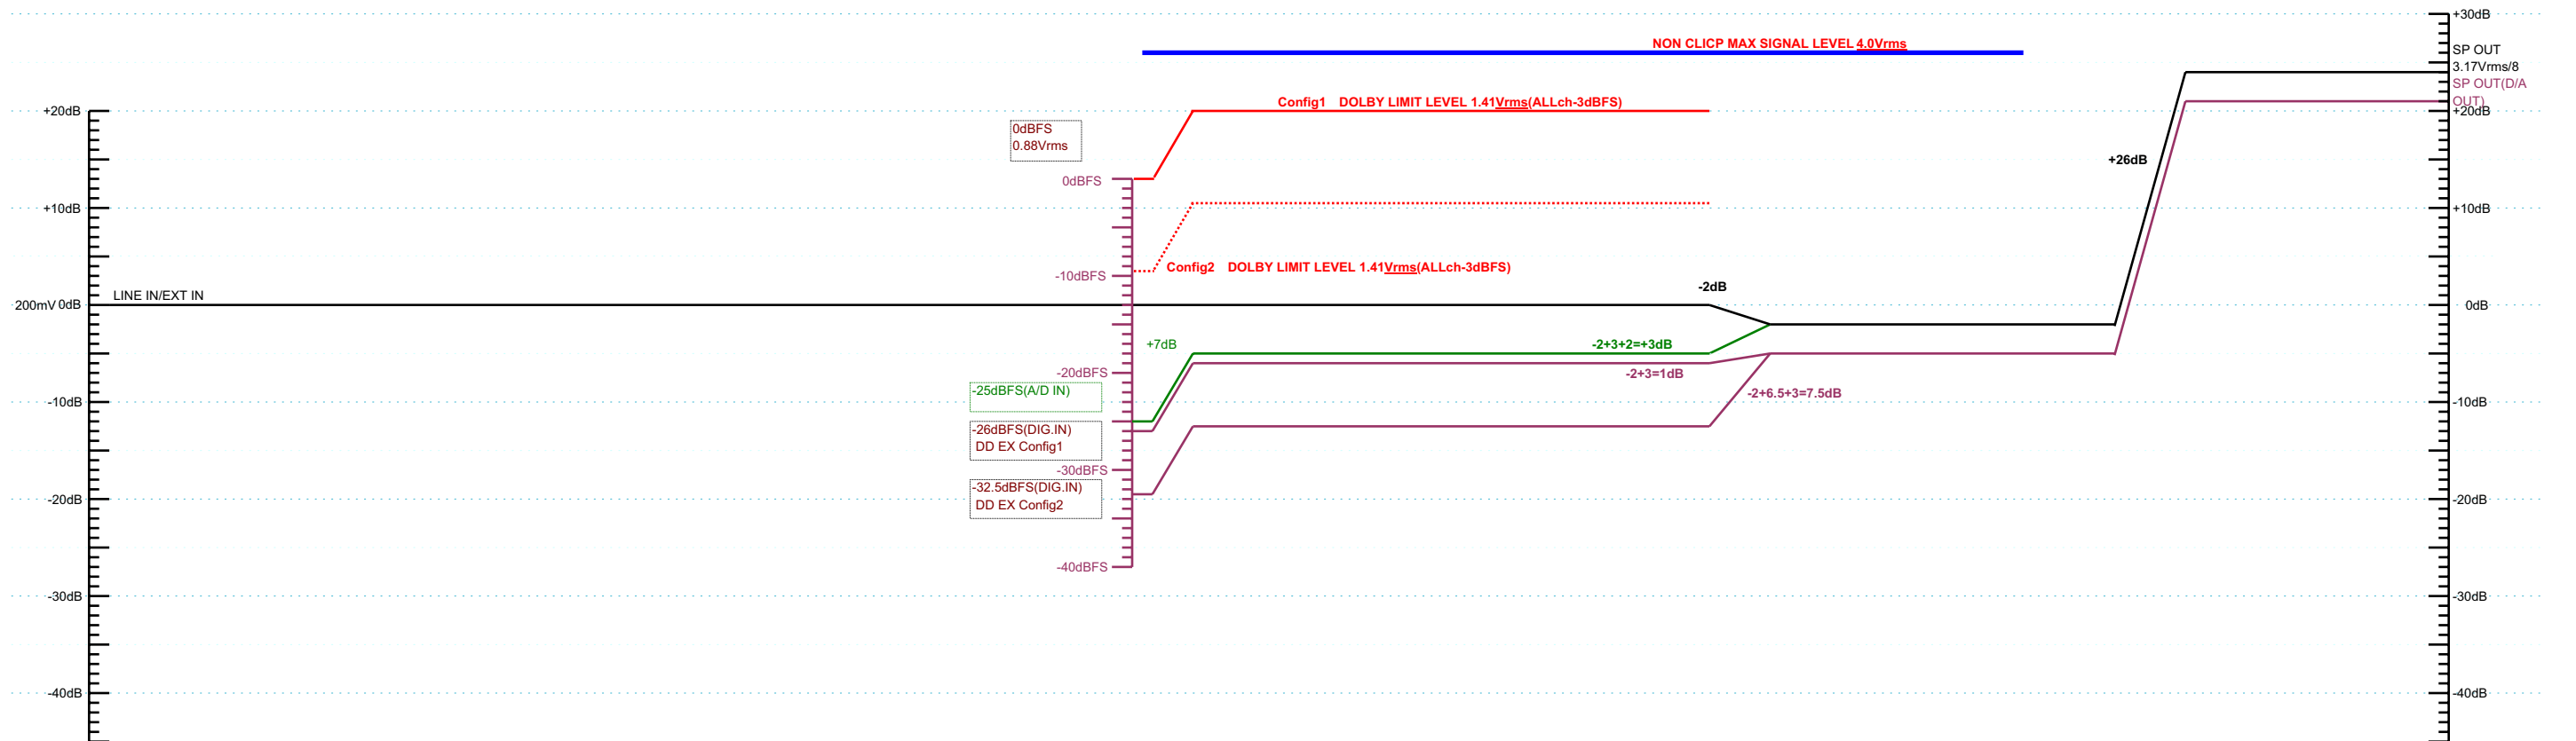 +30dB
NON CLICP MAX SIGNAL LEVEL 4.0Vrms
SP OUT
3.17Vrms/8
SP OUT(D/A
OUT)
+20dB
Config1 DOLBY LIMIT LEVEL 1.41Vrms(ALLch-3dBFS)
+20dB
0dBFS
0.88Vrms
+26dB
0dBFS
+10dB
+10dB
Config2 DOLBY LIMIT LEVEL 1.41Vrms(ALLch-3dBFS)
-10dBFS
-2dB
LINE IN/EXT IN
200mV 0dB
0dB
+7dB
-2+3+2=+3dB
-20dBFS
-2+3=1dB
-25dBFS(A/D IN)
-2+6.5+3=7.5dB
-10dB
-10dB
-26dBFS(DIG.IN)
DD EX Config1
-30dBFS
-32.5dBFS(DIG.IN)
DD EX Config2
-20dB
-20dB
-40dBFS
-30dB
-30dB
-40dB
-40dB